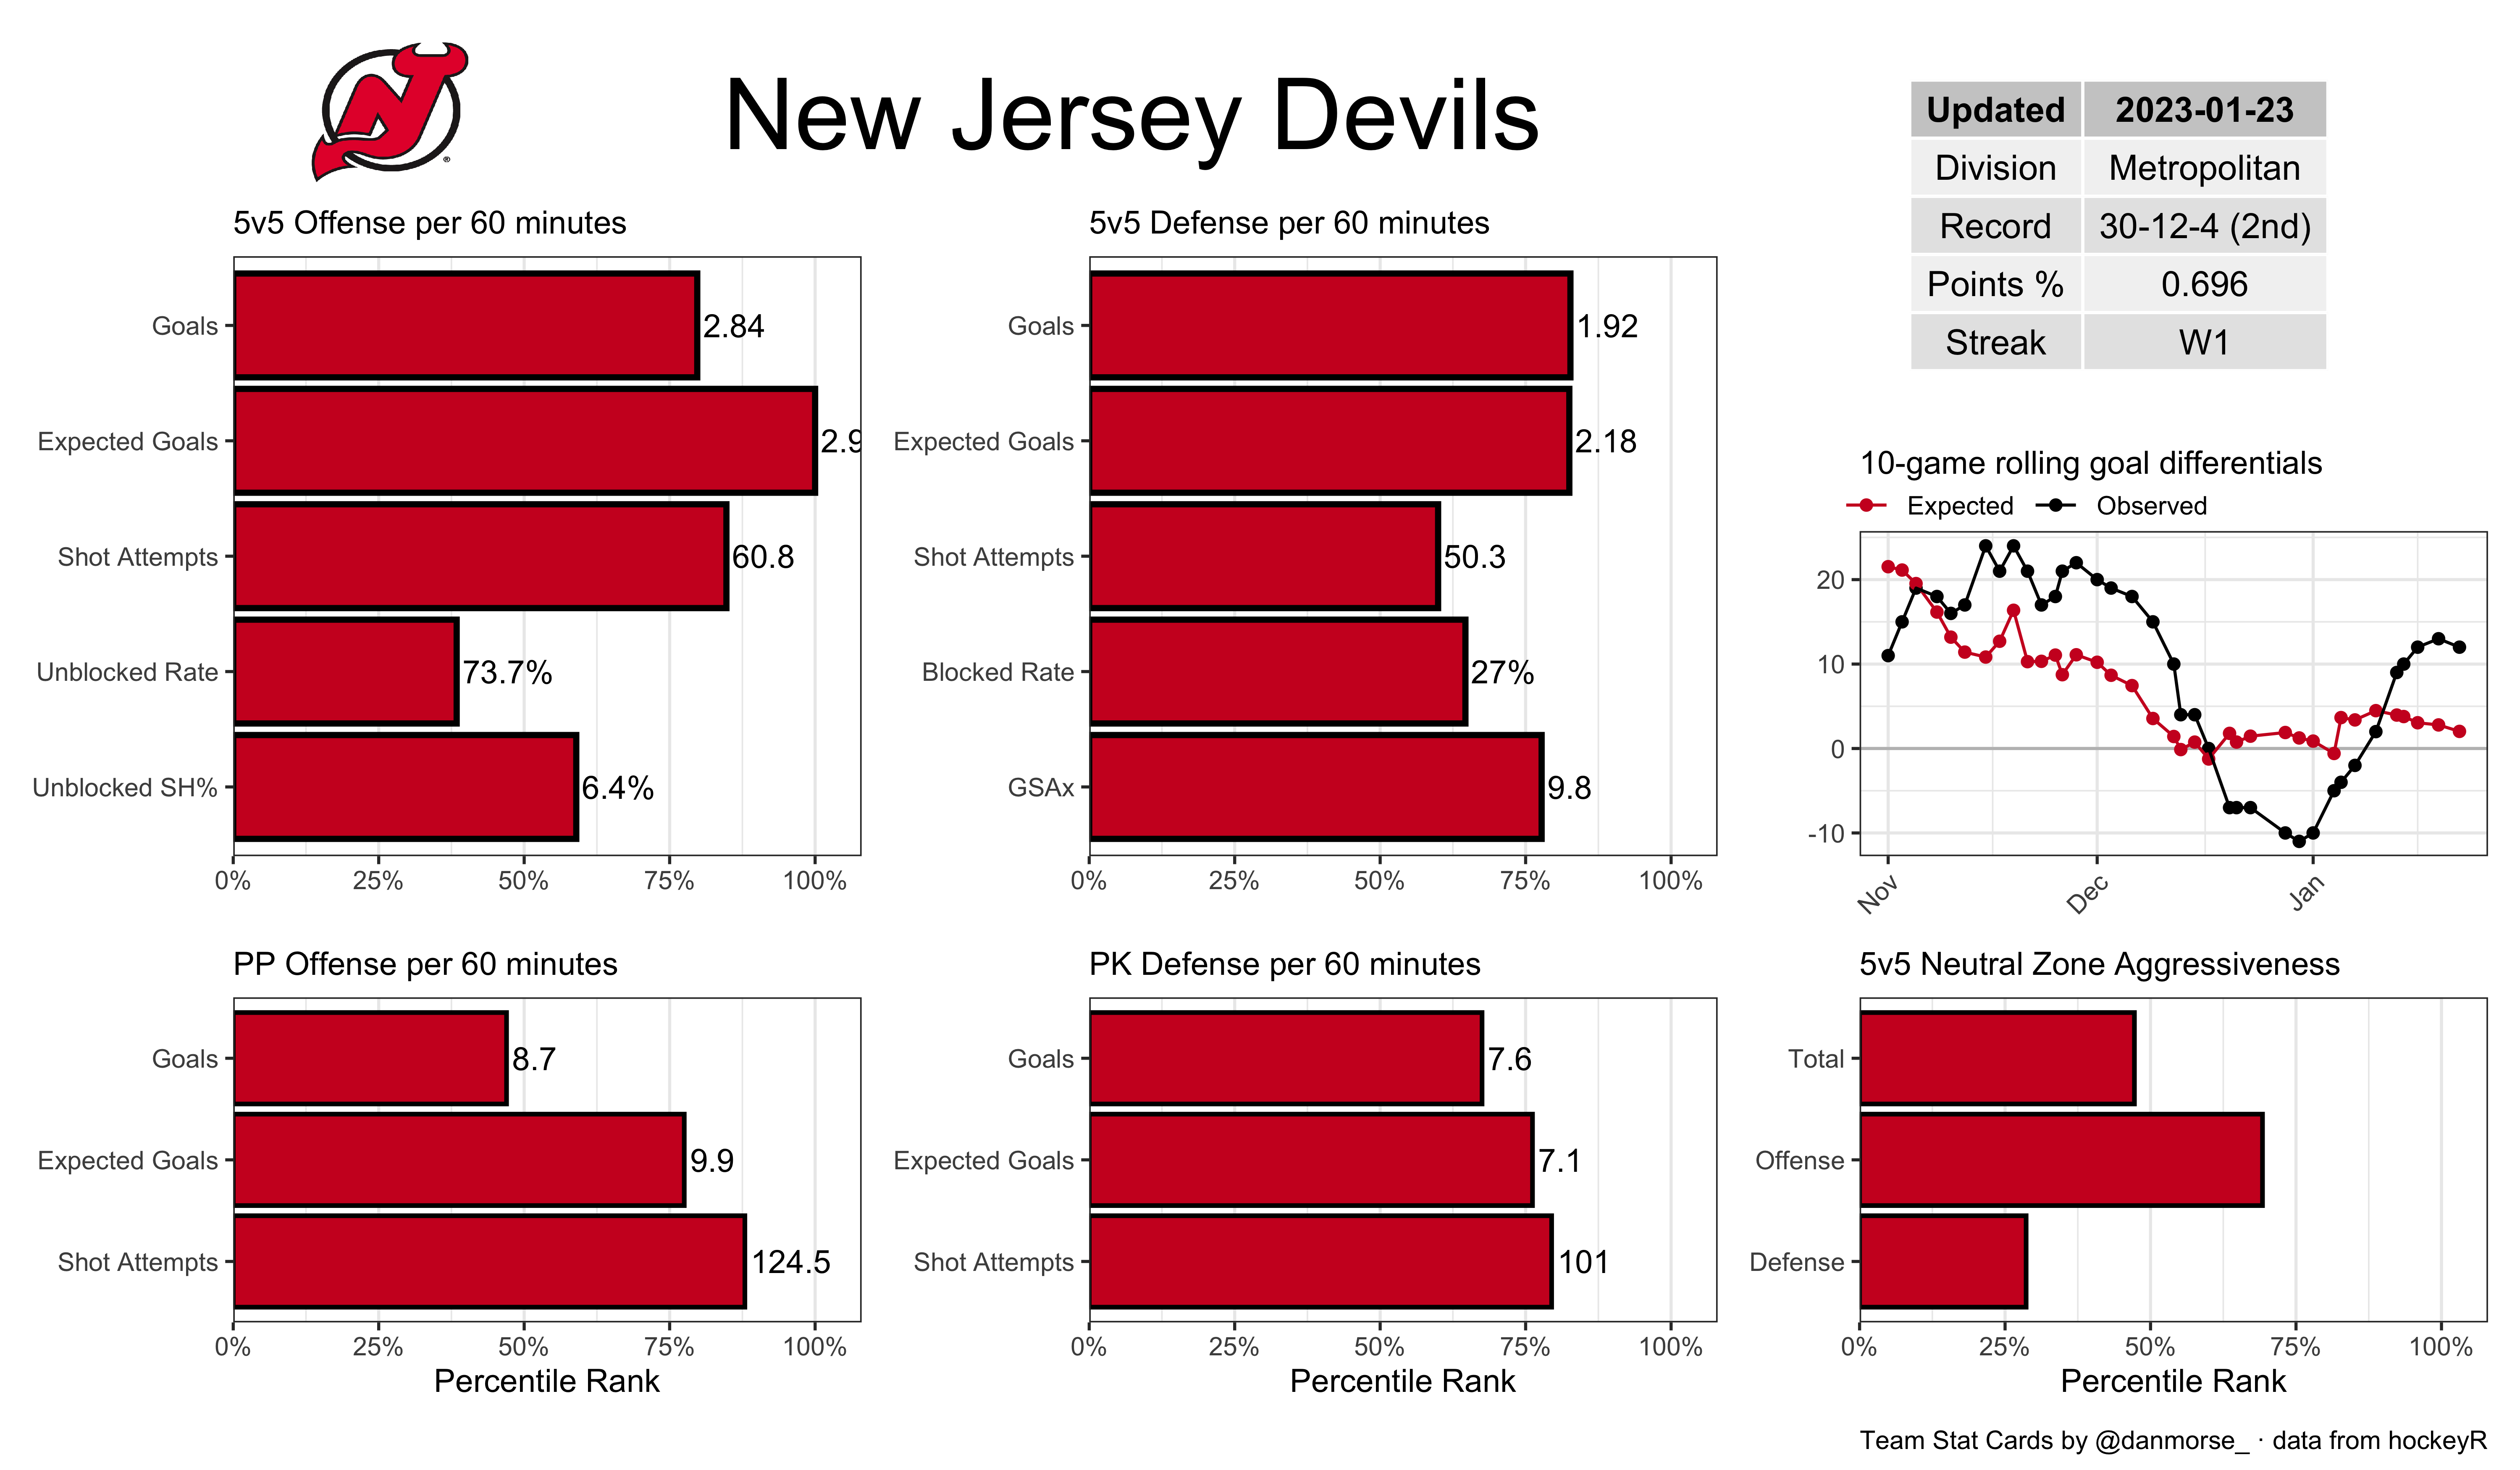 New Jersey Devils
Updated 2023-01-23
Division Metropolitan
Record 30-12-4 (2nd)
Points % 0.696
Streak W1
5v5 Offense per 60 minutes
Goals 2.84
Expected Goals 2.9
Shot Attempts 60.8
Unblocked Rate 73.7%
Unblocked SH% 6.4%
0% 25% 50% 75% 100%
5v5 Defense per 60 minutes
Goals 1.92
Expected Goals 2.18
Shot Attempts 50.3
Blocked Rate 27%
GSAx 9.8
0% 25% 50% 75% 100%
10-game rolling goal differentials
Expected Observed
20
10
0
-10
Nov Dec Jan
PP Offense per 60 minutes
Goals 8.7
Expected Goals 9.9
Shot Attempts 124.5
0% 25% 50% 75% 100%
Percentile Rank
PK Defense per 60 minutes
Goals 7.6
Expected Goals 7.1
Shot Attempts 101
0% 25% 50% 75% 100%
Percentile Rank
5v5 Neutral Zone Aggressiveness
Total
Offense
Defense
0% 25% 50% 75% 100%
Percentile Rank
Team Stat Cards by @danmorse_ · data from hockeyR